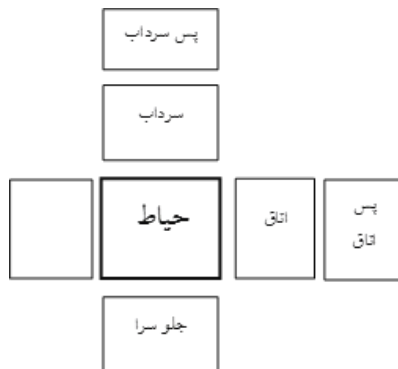 پس سرداب
سرداب
حیاط
اتاق
پس
اتاق
جلو سرا